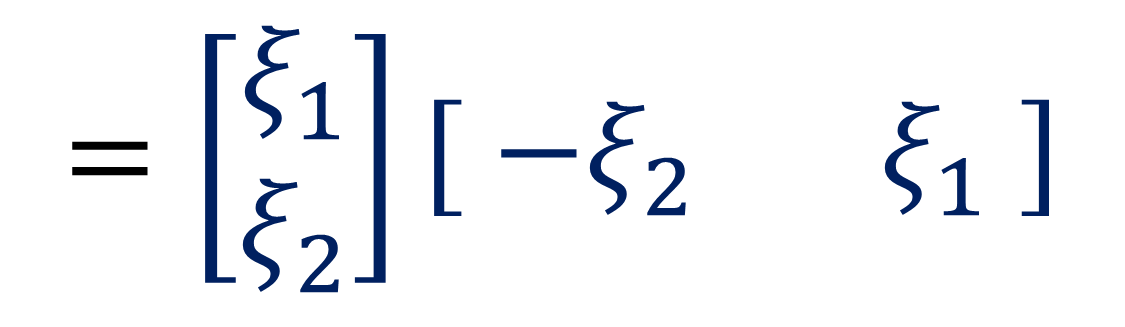 = [ξ₁ ξ₂] [ −ξ₂ ξ₁ ]